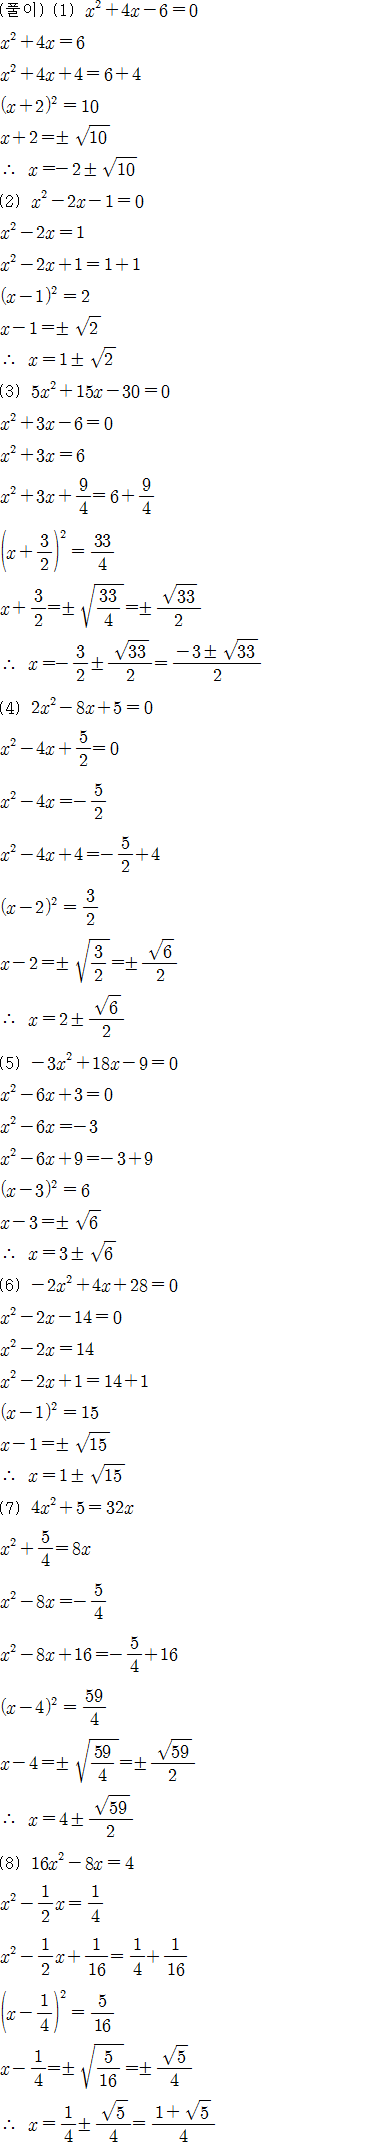 (풀이) (1) x² + 4x − 6 = 0
x² + 4x = 6
x² + 4x + 4 = 6 + 4
(x + 2)² = 10
x + 2 = ± √10
∴ x = − 2 ± √10
(2) x² − 2x − 1 = 0
x² − 2x = 1
x² − 2x + 1 = 1 + 1
(x − 1)² = 2
x − 1 = ± √2
∴ x = 1 ± √2
(3) 5x² + 15x − 30 = 0
x² + 3x − 6 = 0
x² + 3x = 6
x² + 3x + 9/4 = 6 + 9/4
(x + 3/2)² = 33/4
x + 3/2 = ± √(33/4) = ± √33/2
∴ x = − 3/2 ± √33/2 = (−3 ± √33)/2
(4) 2x² − 8x + 5 = 0
x² − 4x + 5/2 = 0
x² − 4x = − 5/2
x² − 4x + 4 = − 5/2 + 4
(x − 2)² = 3/2
x − 2 = ± √(3/2) = ± √6/2
∴ x = 2 ± √6/2
(5) − 3x² + 18x − 9 = 0
x² − 6x + 3 = 0
x² − 6x = − 3
x² − 6x + 9 = − 3 + 9
(x − 3)² = 6
x − 3 = ± √6
∴ x = 3 ± √6
(6) − 2x² + 4x + 28 = 0
x² − 2x − 14 = 0
x² − 2x = 14
x² − 2x + 1 = 14 + 1
(x − 1)² = 15
x − 1 = ± √15
∴ x = 1 ± √15
(7) 4x² + 5 = 32x
x² + 5/4 = 8x
x² − 8x = − 5/4
x² − 8x + 16 = − 5/4 + 16
(x − 4)² = 59/4
x − 4 = ± √(59/4) = ± √59/2
∴ x = 4 ± √59/2
(8) 16x² − 8x = 4
x² − 1/2 x = 1/4
x² − 1/2 x + 1/16 = 1/4 + 1/16
(x − 1/4)² = 5/16
x − 1/4 = ± √(5/16) = ± √5/4
∴ x = 1/4 ± √5/4 = (1 + √5)/4